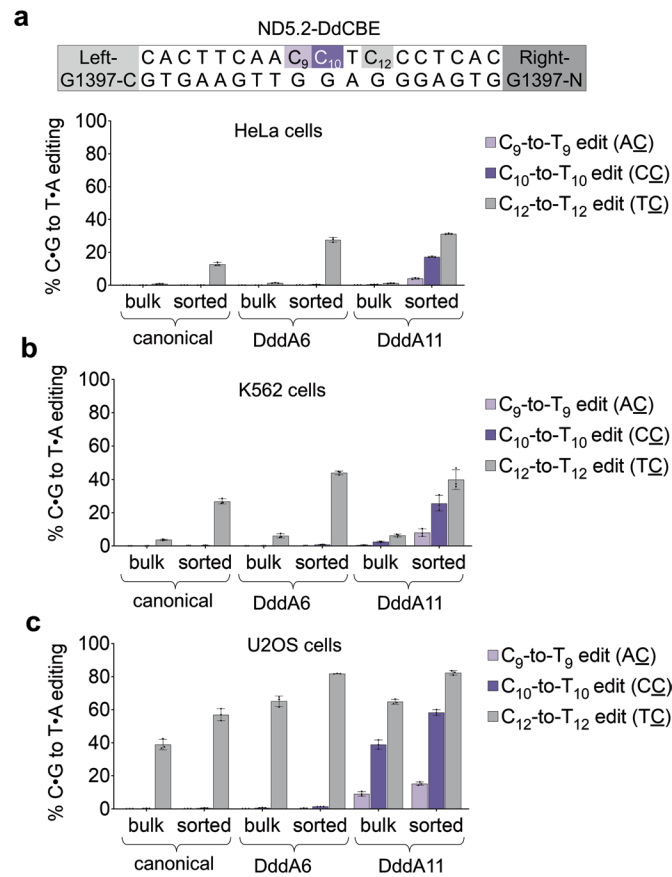 a
ND5.2-DdCBE
Left- C A C T T C A A C9 C10 T C12 C C T C A C Right-
G1397-C G T G A A G T T G G A G G G A G T G G1397-N
HeLa cells
% C•G to T•A editing
100
80
60
40
20
0
bulk sorted bulk sorted bulk sorted
canonical DddA6 DddA11
C9-to-T9 edit (AC)
C10-to-T10 edit (CC)
C12-to-T12 edit (TC)
b
K562 cells
% C•G to T•A editing
100
80
60
40
20
0
bulk sorted bulk sorted bulk sorted
canonical DddA6 DddA11
C9-to-T9 edit (AC)
C10-to-T10 edit (CC)
C12-to-T12 edit (TC)
c
U2OS cells
% C•G to T•A editing
100
80
60
40
20
0
bulk sorted bulk sorted bulk sorted
canonical DddA6 DddA11
C9-to-T9 edit (AC)
C10-to-T10 edit (CC)
C12-to-T12 edit (TC)